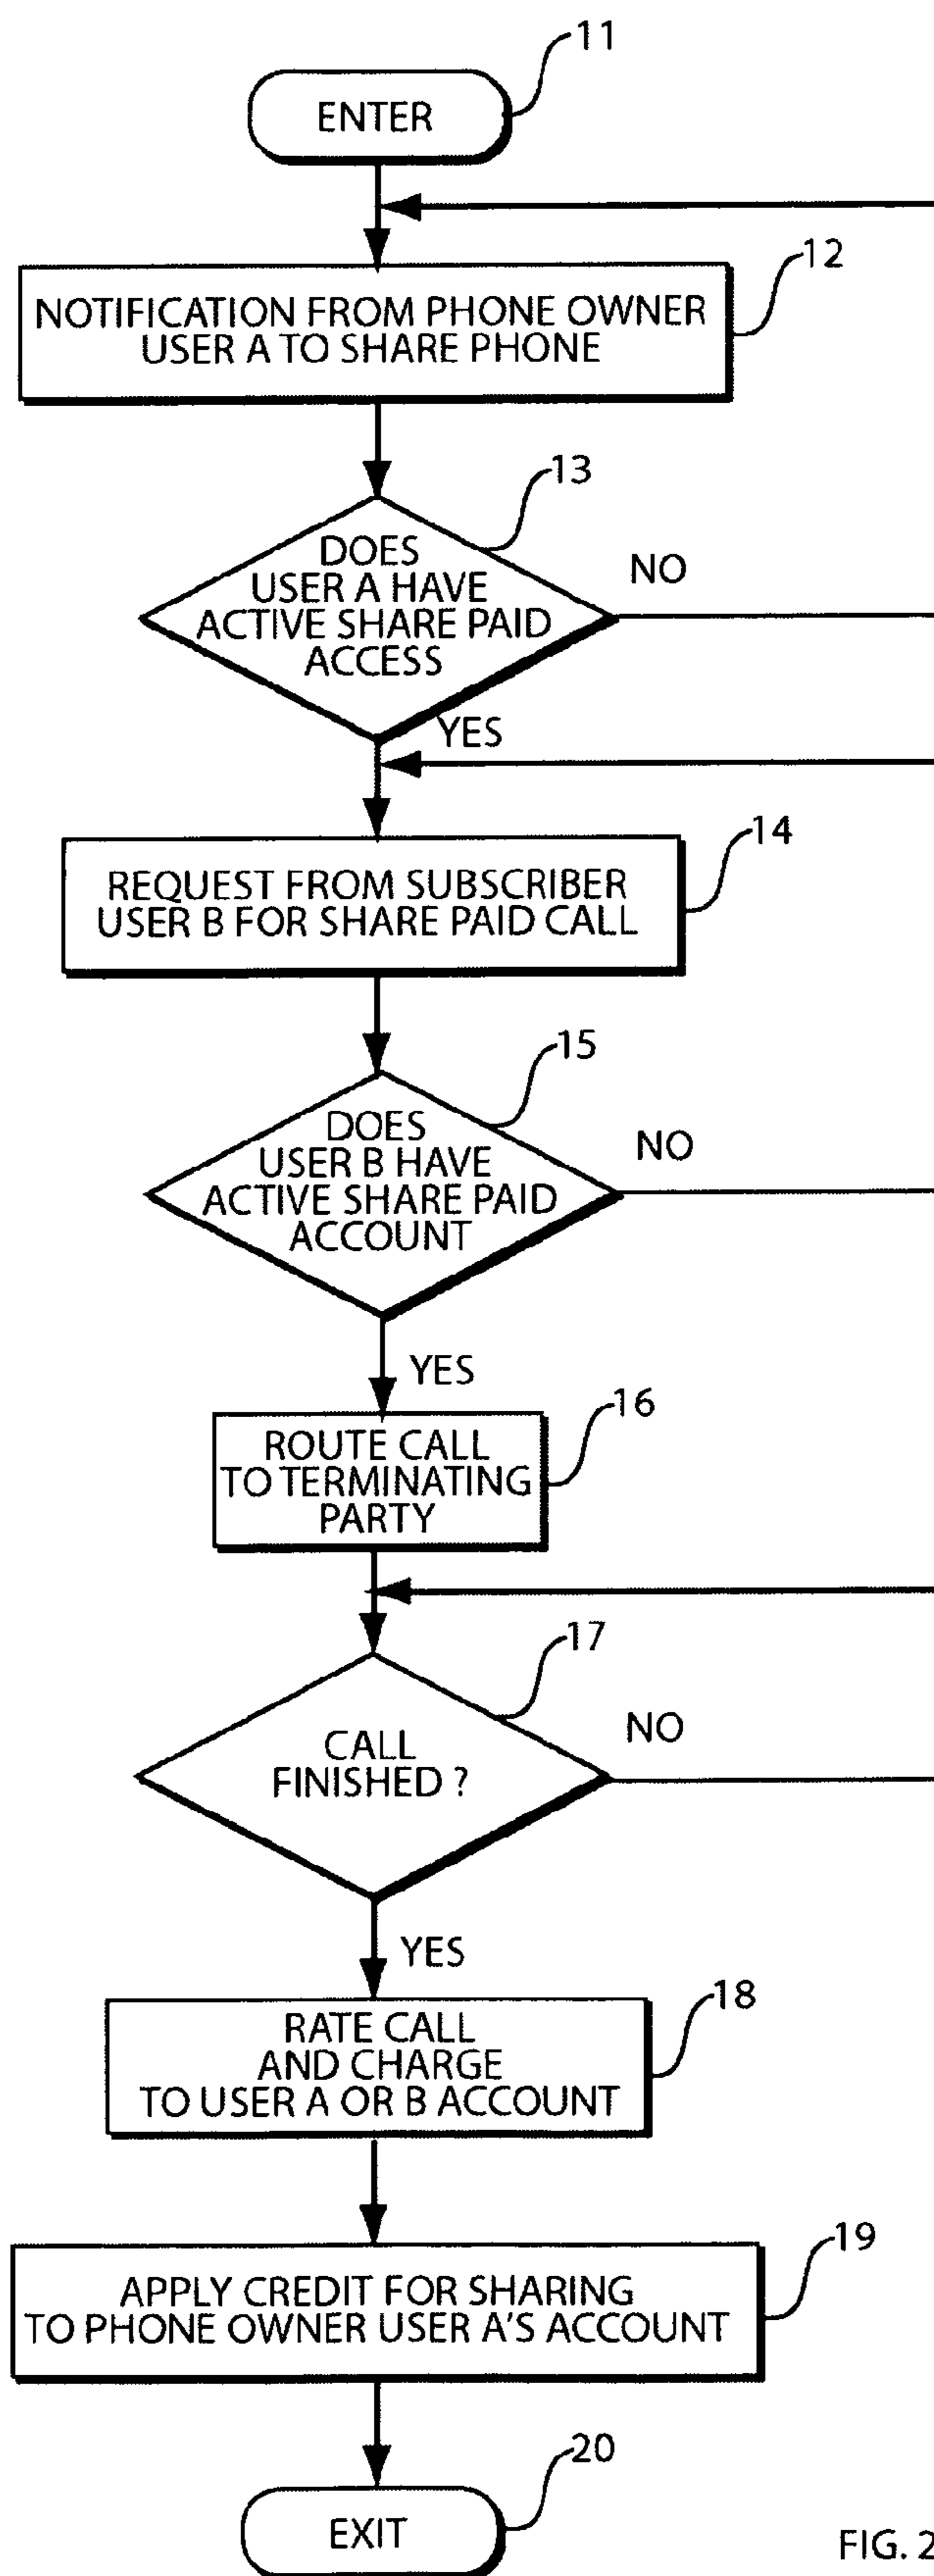 11
ENTER
12
NOTIFICATION FROM PHONE OWNER
USER A TO SHARE PHONE
13
DOES
USER A HAVE
ACTIVE SHARE PAID
ACCESS
NO
YES
14
REQUEST FROM SUBSCRIBER
USER B FOR SHARE PAID CALL
15
DOES
USER B HAVE
ACTIVE SHARE PAID
ACCOUNT
NO
YES
16
ROUTE CALL
TO TERMINATING
PARTY
17
CALL
FINISHED ?
NO
YES
18
RATE CALL
AND CHARGE
TO USER A OR B ACCOUNT
19
APPLY CREDIT FOR SHARING
TO PHONE OWNER USER A'S ACCOUNT
20
EXIT
FIG. 2